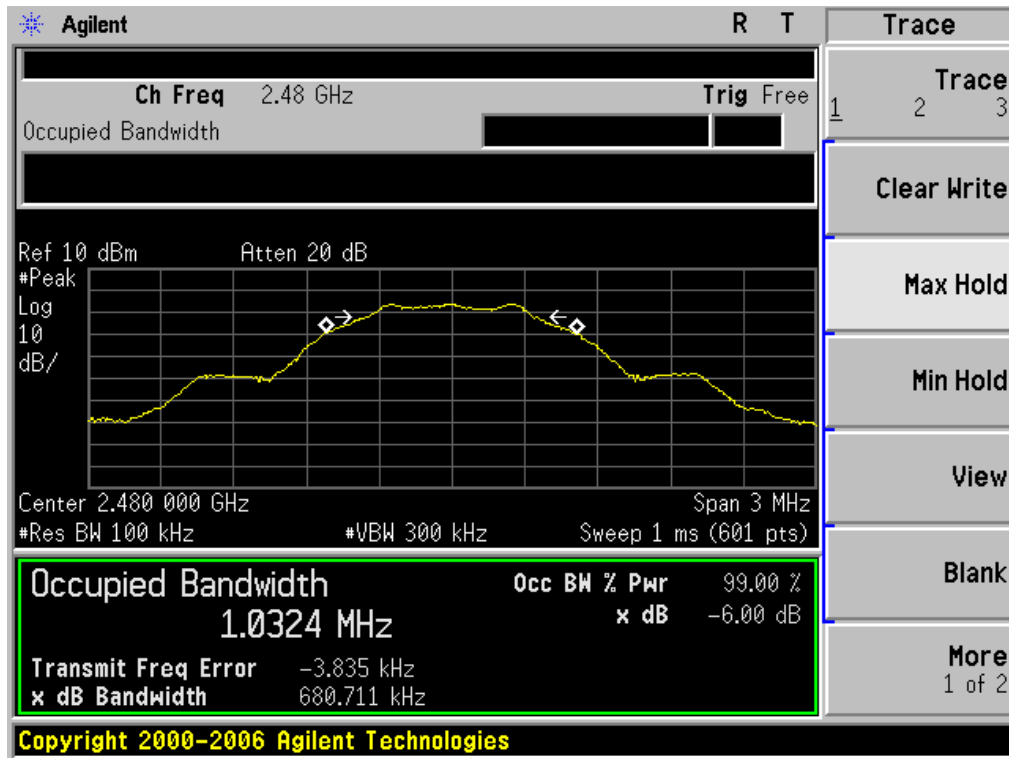 Agilent R T
Ch Freq 2.48 GHz Trig Free
Occupied Bandwidth
Ref 10 dBm Atten 20 dB
#Peak
Log
10
dB/
Center 2.480 000 GHz Span 3 MHz
#Res BW 100 kHz #VBW 300 kHz Sweep 1 ms (601 pts)
Occupied Bandwidth Occ BW % Pwr 99.00 %
1.0324 MHz x dB -6.00 dB
Transmit Freq Error -3.835 kHz
x dB Bandwidth 680.711 kHz
Copyright 2000-2006 Agilent Technologies
Trace
Trace
1 2 3
Clear Write
Max Hold
Min Hold
View
Blank
More
1 of 2